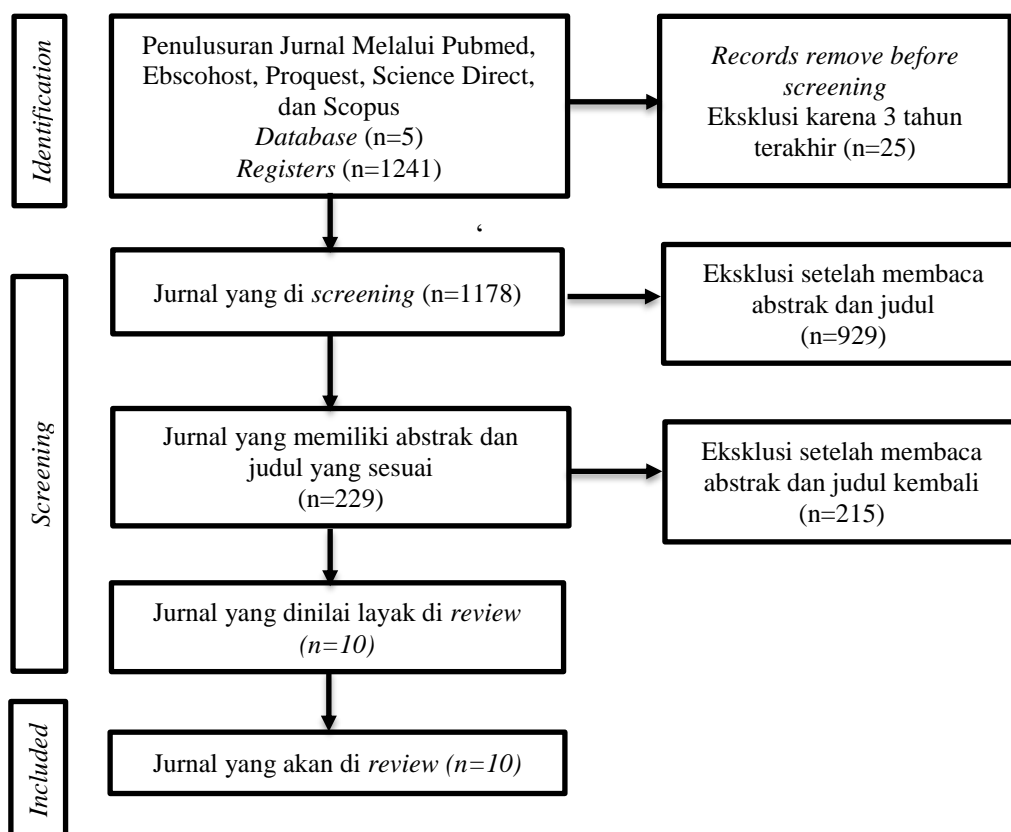 Identification
Penulusuran Jurnal Melalui Pubmed,
Ebscohost, Proquest, Science Direct,
dan Scopus
Database (n=5)
Registers (n=1241)
Records remove before
screening
Eksklusi karena 3 tahun
terakhir (n=25)
‘
Screening
Jurnal yang di screening (n=1178)
Eksklusi setelah membaca
abstrak dan judul
(n=929)
Jurnal yang memiliki abstrak dan
judul yang sesuai
(n=229)
Eksklusi setelah membaca
abstrak dan judul kembali
(n=215)
Jurnal yang dinilai layak di review
(n=10)
Included
Jurnal yang akan di review (n=10)